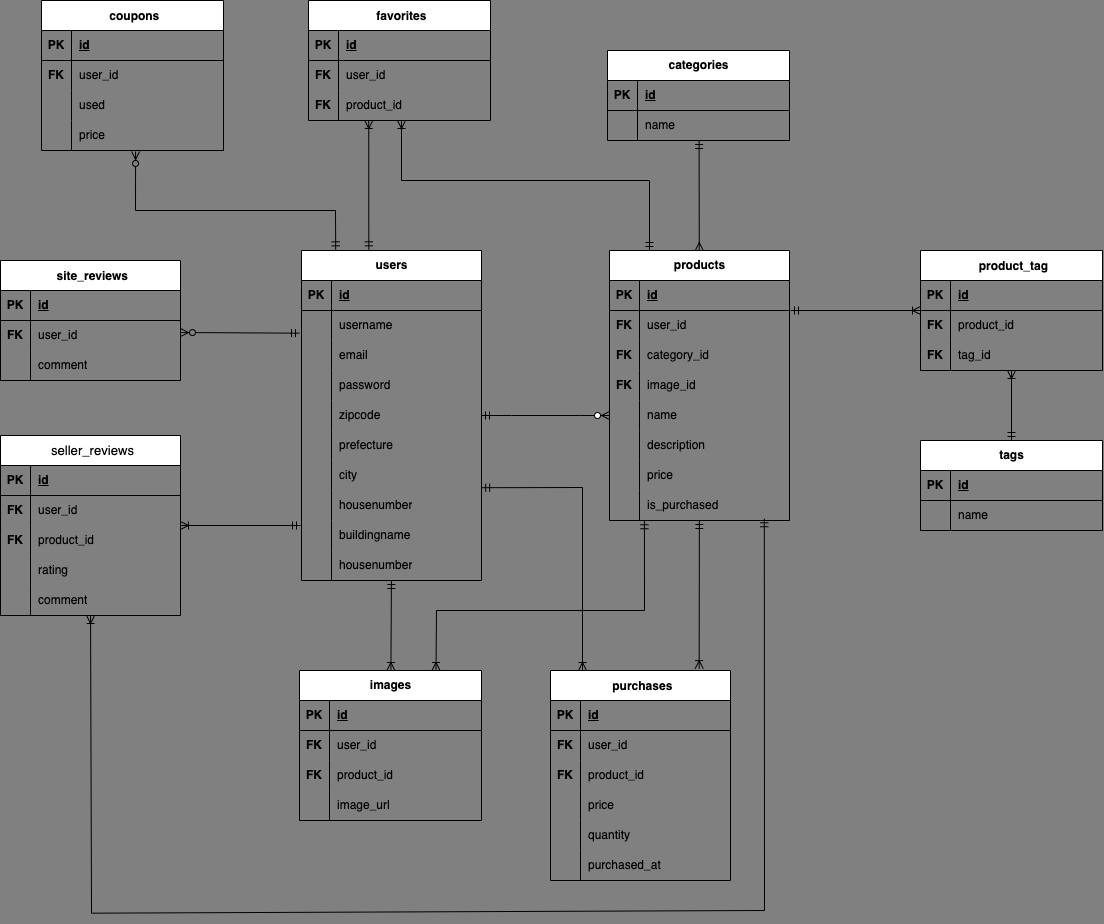 coupons
PK id
FK user_id
used
price
favorites
PK id
FK user_id
FK product_id
categories
PK id
name
site_reviews
PK id
FK user_id
comment
users
PK id
username
email
password
zipcode
prefecture
city
housenumber
buildingname
housenumber
products
PK id
FK user_id
FK category_id
FK image_id
name
description
price
is_purchased
product_tag
PK id
FK product_id
FK tag_id
seller_reviews
PK id
FK user_id
FK product_id
rating
comment
tags
PK id
name
images
PK id
FK user_id
FK product_id
image_url
purchases
PK id
FK user_id
FK product_id
price
quantity
purchased_at